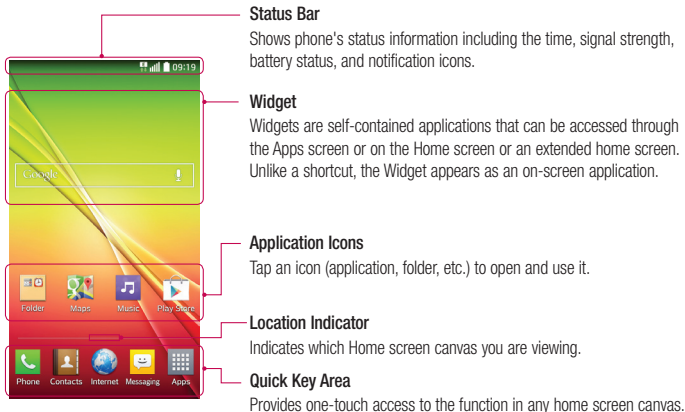 Status Bar
Shows phone's status information including the time, signal strength,
battery status, and notification icons.
09:19
Widget
Widgets are self-contained applications that can be accessed through
the Apps screen or on the Home screen or an extended home screen.
Unlike a shortcut, the Widget appears as an on-screen application.
Google
Application Icons
Tap an icon (application, folder, etc.) to open and use it.
Folder Maps Music Play Store
Location Indicator
Indicates which Home screen canvas you are viewing.
Phone Contacts Internet Messaging Apps
Quick Key Area
Provides one-touch access to the function in any home screen canvas.